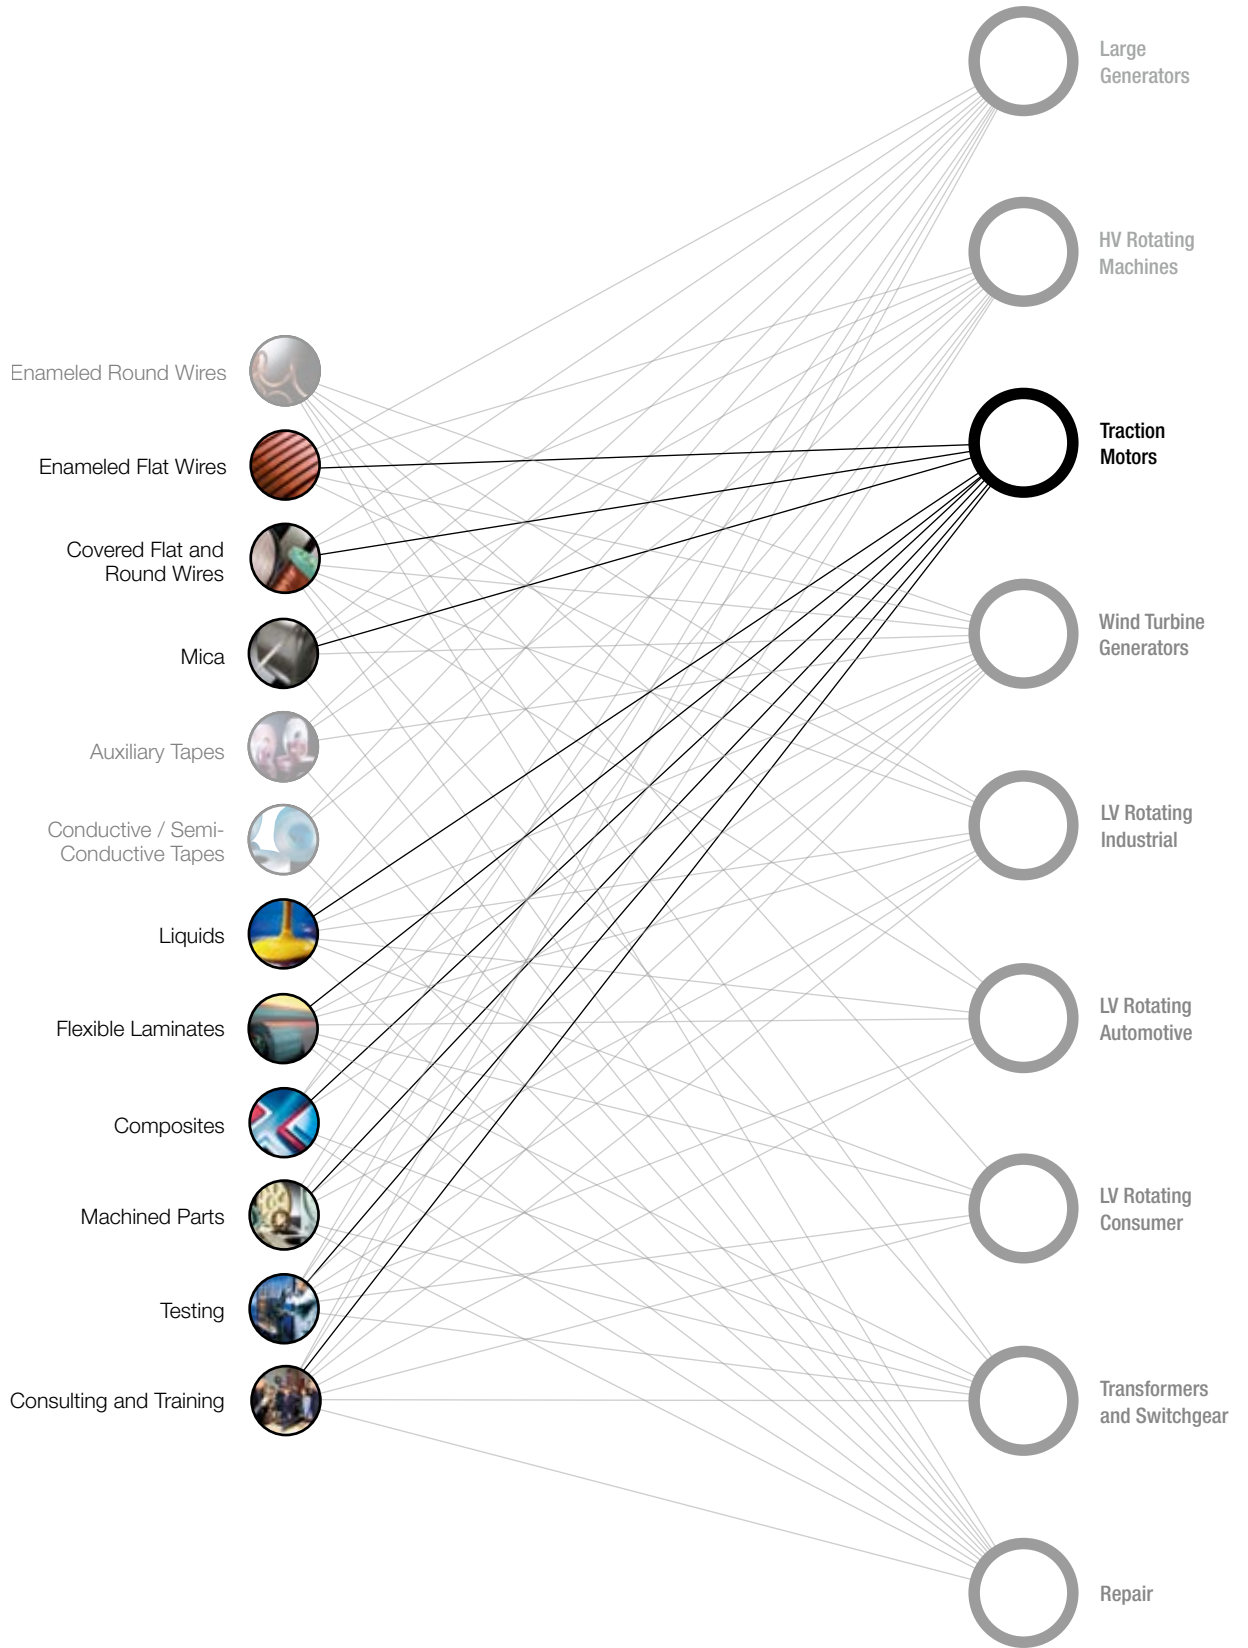 Large
Generators
HV Rotating
Machines
Enameled Round Wires
Traction
Motors
Enameled Flat Wires
Covered Flat and
Round Wires
Wind Turbine
Generators
Mica
Auxiliary Tapes
LV Rotating
Industrial
Conductive / Semi-
Conductive Tapes
Liquids
LV Rotating
Automotive
Flexible Laminates
Composites
LV Rotating
Consumer
Machined Parts
Testing
Transformers
and Switchgear
Consulting and Training
Repair